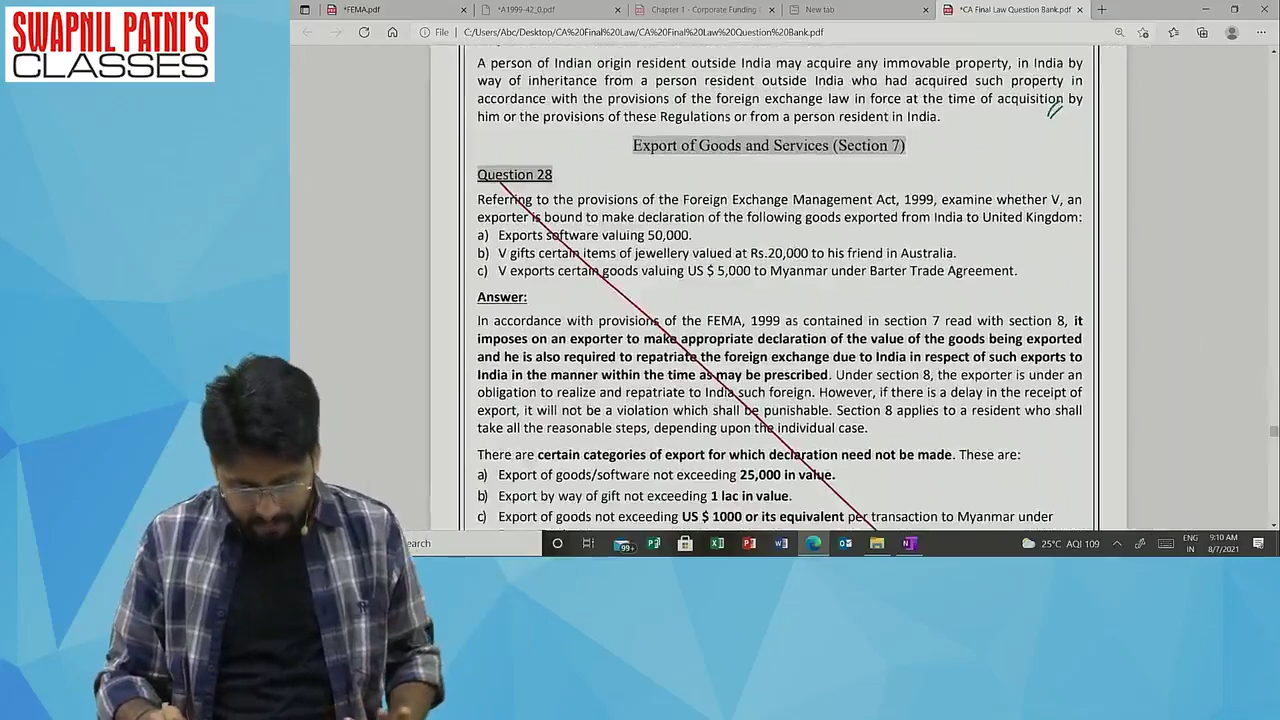 SWAPNIL PATNI'S
CLASSES
*FEMA.pdf
*A1999-42_0.pdf
Chapter 1 - Corporate Funding
New tab
*CA Final Law Question Bank.pdf
File
C:/Users/Abc/Desktop/CA%20Final%20Law/CA%20Final%20Law%20Question%20Bank.pdf
A person of Indian origin resident outside India may acquire any immovable property, in India by
way of inheritance from a person resident outside India who had acquired such property in
accordance with the provisions of the foreign exchange law in force at the time of acquisition by
him or the provisions of these Regulations or from a person resident in India.
Export of Goods and Services (Section 7)
Question 28
Referring to the provisions of the Foreign Exchange Management Act, 1999, examine whether V, an
exporter is bound to make declaration of the following goods exported from India to United Kingdom:
a) Exports software valuing 50,000.
b) V gifts certain items of jewellery valued at Rs.20,000 to his friend in Australia.
c) V exports certain goods valuing US $ 5,000 to Myanmar under Barter Trade Agreement.
Answer:
In accordance with provisions of the FEMA, 1999 as contained in section 7 read with section 8, it
imposes on an exporter to make appropriate declaration of the value of the goods being exported
and he is also required to repatriate the foreign exchange due to India in respect of such exports to
India in the manner within the time as may be prescribed. Under section 8, the exporter is under an
obligation to realize and repatriate to India such foreign. However, if there is a delay in the receipt of
export, it will not be a violation which shall be punishable. Section 8 applies to a resident who shall
take all the reasonable steps, depending upon the individual case.
There are certain categories of export for which declaration need not be made. These are:
a) Export of goods/software not exceeding 25,000 in value.
b) Export by way of gift not exceeding 1 lac in value.
c) Export of goods not exceeding US $ 1000 or its equivalent per transaction to Myanmar under
earch
99+
25°C AQI 109
ENG
IN
9:10 AM
8/7/2021